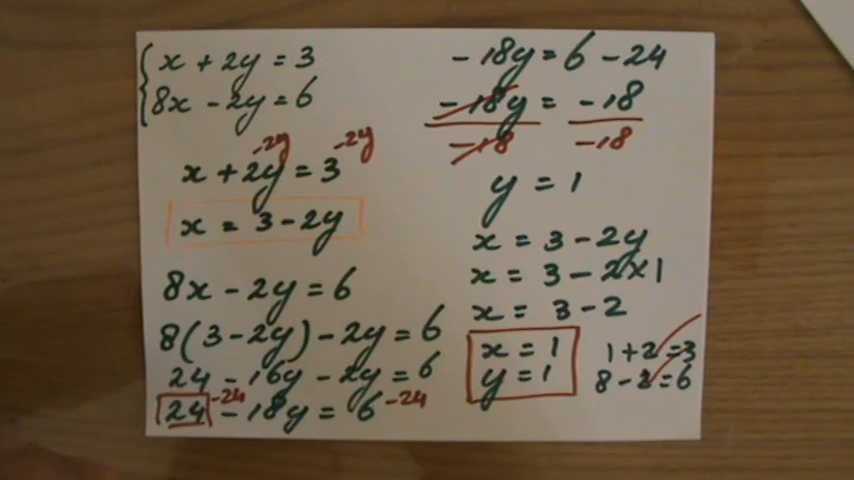 x + 2y = 3
8x - 2y = 6
-2y -2y
x + 2y = 3
x = 3 - 2y
8x - 2y = 6
8(3 - 2y) - 2y = 6
24 - 16y - 2y = 6
24 -24 - 18y = 6 -24
-18y = 6 - 24
-18y = -18
-18 -18
y = 1
x = 3 - 2y
x = 3 - 2×1
x = 3 - 2
x = 1
y = 1
1 + 2 = 3
8 - 2 = 6